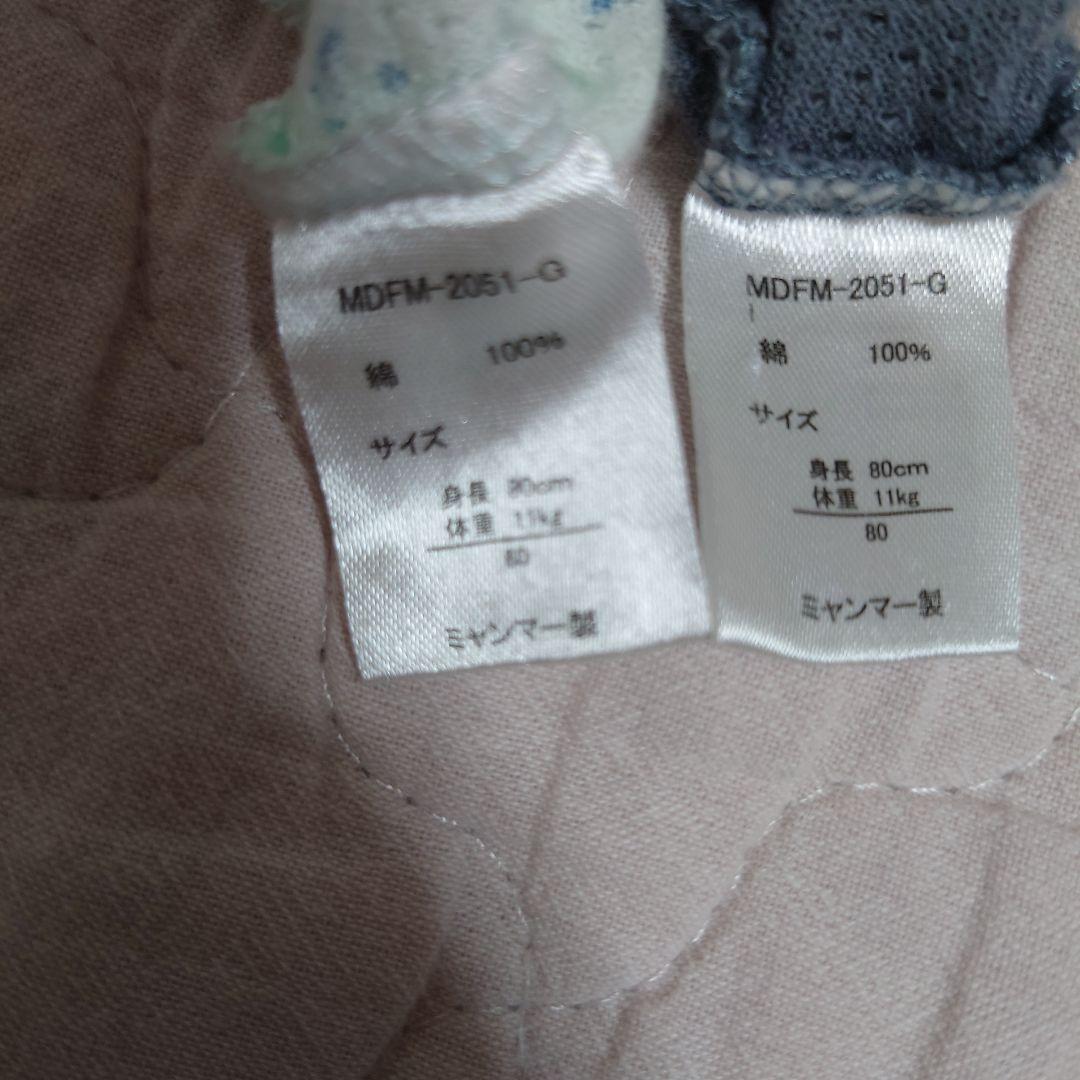 MDFM-2051-G
綿 100%
サイズ
身長 80cm
体重 11kg
80
ミャンマー製
MDFM-2051-G
綿 100%
サイズ
身長 80cm
体重 11kg
80
ミャンマー製